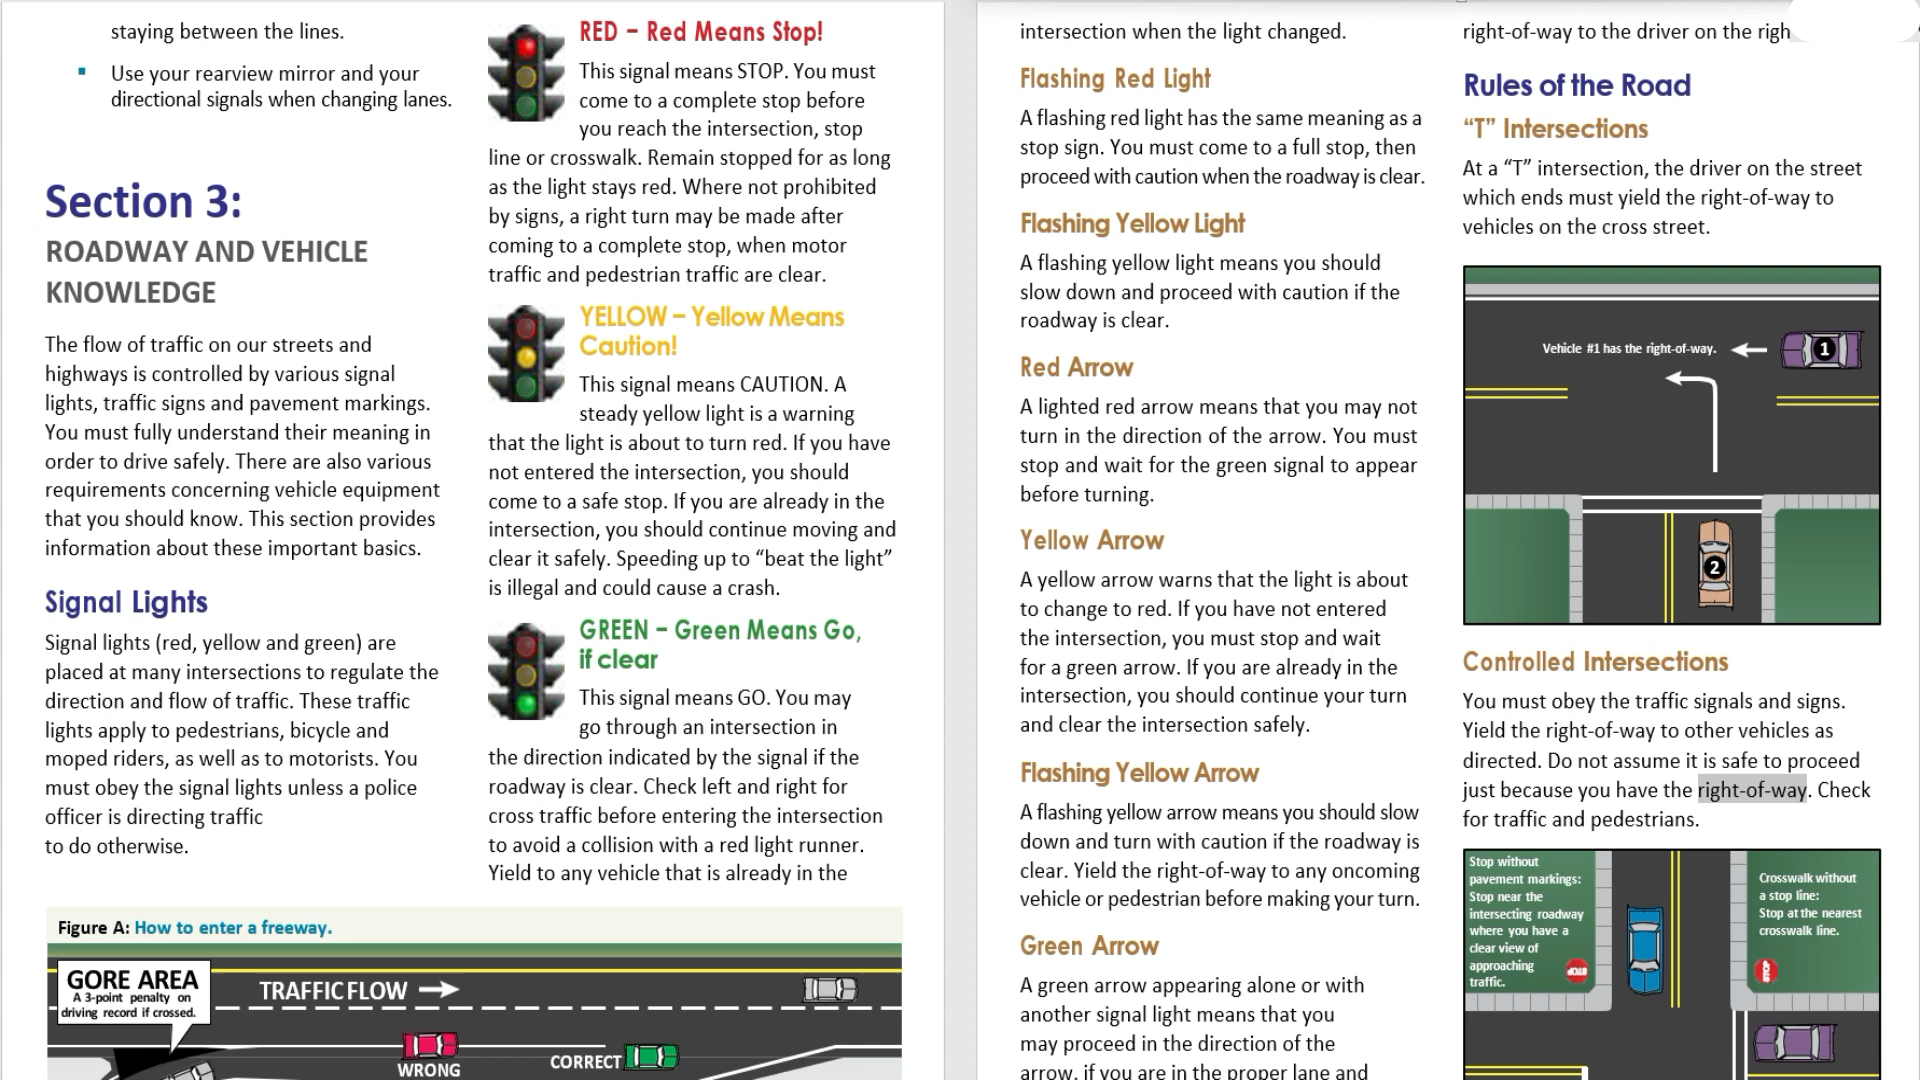 staying between the lines.
Use your rearview mirror and your
directional signals when changing lanes.
Section 3:
ROADWAY AND VEHICLE
KNOWLEDGE
The flow of traffic on our streets and
highways is controlled by various signal
lights, traffic signs and pavement markings.
You must fully understand their meaning in
order to drive safely. There are also various
requirements concerning vehicle equipment
that you should know. This section provides
information about these important basics.
Signal Lights
Signal lights (red, yellow and green) are
placed at many intersections to regulate the
direction and flow of traffic. These traffic
lights apply to pedestrians, bicycle and
moped riders, as well as to motorists. You
must obey the signal lights unless a police
officer is directing traffic
to do otherwise.
RED – Red Means Stop!
This signal means STOP. You must
come to a complete stop before
you reach the intersection, stop
line or crosswalk. Remain stopped for as long
as the light stays red. Where not prohibited
by signs, a right turn may be made after
coming to a complete stop, when motor
traffic and pedestrian traffic are clear.
YELLOW – Yellow Means
Caution!
This signal means CAUTION. A
steady yellow light is a warning
that the light is about to turn red. If you have
not entered the intersection, you should
come to a safe stop. If you are already in the
intersection, you should continue moving and
clear it safely. Speeding up to “beat the light”
is illegal and could cause a crash.
GREEN – Green Means Go,
if clear
This signal means GO. You may
go through an intersection in
the direction indicated by the signal if the
roadway is clear. Check left and right for
cross traffic before entering the intersection
to avoid a collision with a red light runner.
Yield to any vehicle that is already in the
Figure A: How to enter a freeway.
GORE AREA
A 3-point penalty on
driving record if crossed.
TRAFFIC FLOW
WRONG
CORRECT
intersection when the light changed.
Flashing Red Light
A flashing red light has the same meaning as a
stop sign. You must come to a full stop, then
proceed with caution when the roadway is clear.
Flashing Yellow Light
A flashing yellow light means you should
slow down and proceed with caution if the
roadway is clear.
Red Arrow
A lighted red arrow means that you may not
turn in the direction of the arrow. You must
stop and wait for the green signal to appear
before turning.
Yellow Arrow
A yellow arrow warns that the light is about
to change to red. If you have not entered
the intersection, you must stop and wait
for a green arrow. If you are already in the
intersection, you should continue your turn
and clear the intersection safely.
Flashing Yellow Arrow
A flashing yellow arrow means you should slow
down and turn with caution if the roadway is
clear. Yield the right-of-way to any oncoming
vehicle or pedestrian before making your turn.
Green Arrow
A green arrow appearing alone or with
another signal light means that you
may proceed in the direction of the
arrow, if you are in the proper lane and
right-of-way to the driver on the righ
Rules of the Road
“T” Intersections
At a “T” intersection, the driver on the street
which ends must yield the right-of-way to
vehicles on the cross street.
Vehicle #1 has the right-of-way.
1
2
Controlled Intersections
You must obey the traffic signals and signs.
Yield the right-of-way to other vehicles as
directed. Do not assume it is safe to proceed
just because you have the right-of-way. Check
for traffic and pedestrians.
Stop without
pavement markings:
Stop near the
intersecting roadway
where you have a
clear view of
approaching
traffic.
STOP
Crosswalk without
a stop line:
Stop at the nearest
crosswalk line.
STOP